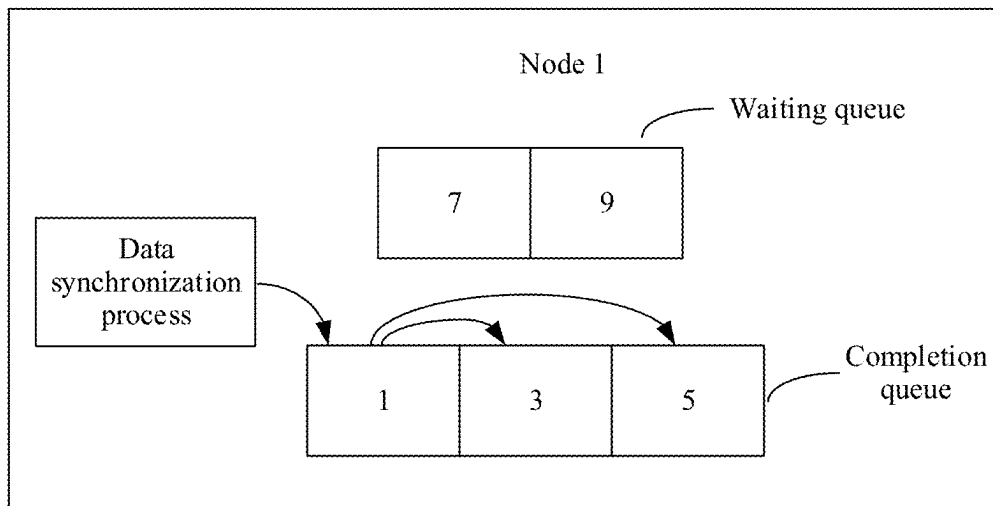 Node 1
Waiting queue
7 9
Data
synchronization
process
1 3 5
Completion
queue